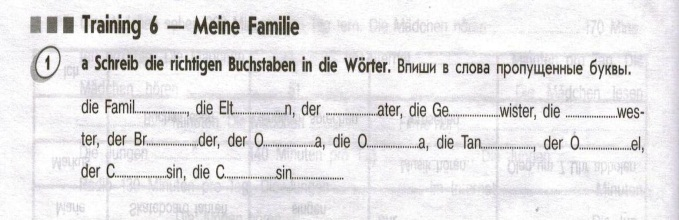 Training 6 — Meine Familie
1 a Schreib die richtigen Buchstaben in die Wörter. Впиши в слова пропущенные буквы.
die Famil............, die Elt............n, der ............ater, die Ge............wister, die ............wes-
ter, der Br............der, der O............a, die O............a, die Tan............, der O............el,
der C............sin, die C............sin............